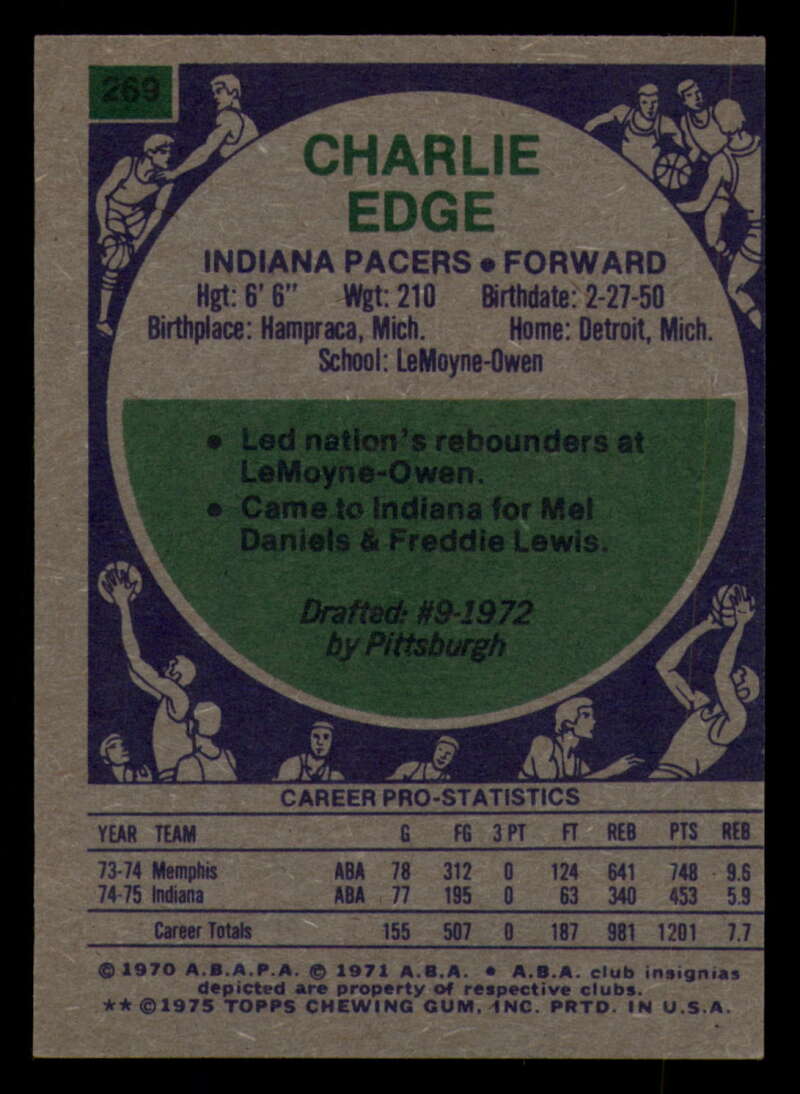 269
CHARLIE
EDGE
INDIANA PACERS • FORWARD
Hgt: 6' 6" Wgt: 210 Birthdate: 2-27-50
Birthplace: Hampraca, Mich. Home: Detroit, Mich.
School: LeMoyne-Owen
• Led nation's rebounders at
LeMoyne-Owen.
• Came to Indiana for Mel
Daniels & Freddie Lewis.
Drafted: #9-1972
by Pittsburgh
CAREER PRO-STATISTICS
YEAR TEAM G FG 3 PT FT REB PTS REB
73-74 Memphis ABA 78 312 0 124 641 748 9.6
74-75 Indiana ABA 77 195 0 63 340 453 5.9
Career Totals 155 507 0 187 981 1201 7.7
© 1970 A.B.A.P.A. © 1971 A.B.A. • A.B.A. club insignias
depicted are property of respective clubs.
** © 1975 TOPPS CHEWING GUM, INC. PRTD. IN U.S.A.